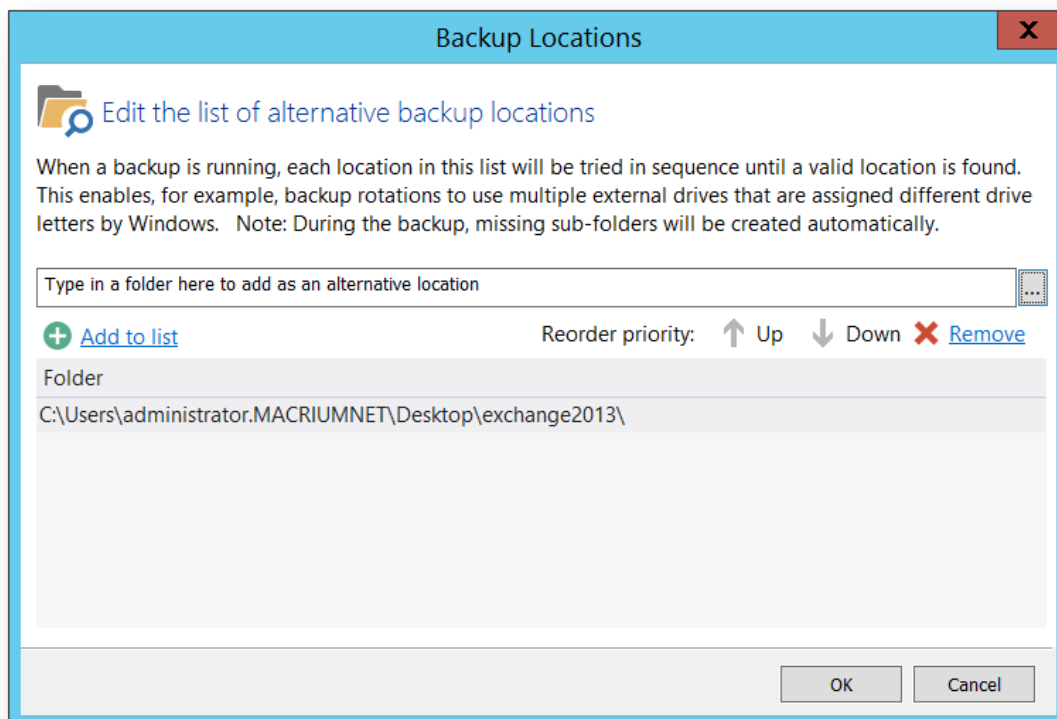 Backup Locations
X
Edit the list of alternative backup locations
When a backup is running, each location in this list will be tried in sequence until a valid location is found.
This enables, for example, backup rotations to use multiple external drives that are assigned different drive
letters by Windows.   Note: During the backup, missing sub-folders will be created automatically.
Type in a folder here to add as an alternative location
...
Add to list Reorder priority: Up Down Remove
Folder
C:\Users\administrator.MACRIUMNET\Desktop\exchange2013\
OK Cancel